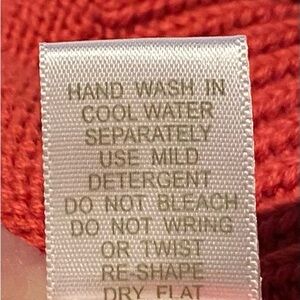 HAND WASH IN
COOL WATER
SEPARATELY
USE MILD
DETERGENT
DO NOT BLEACH
DO NOT WRING
OR TWIST
RE-SHAPE
DRY FLAT